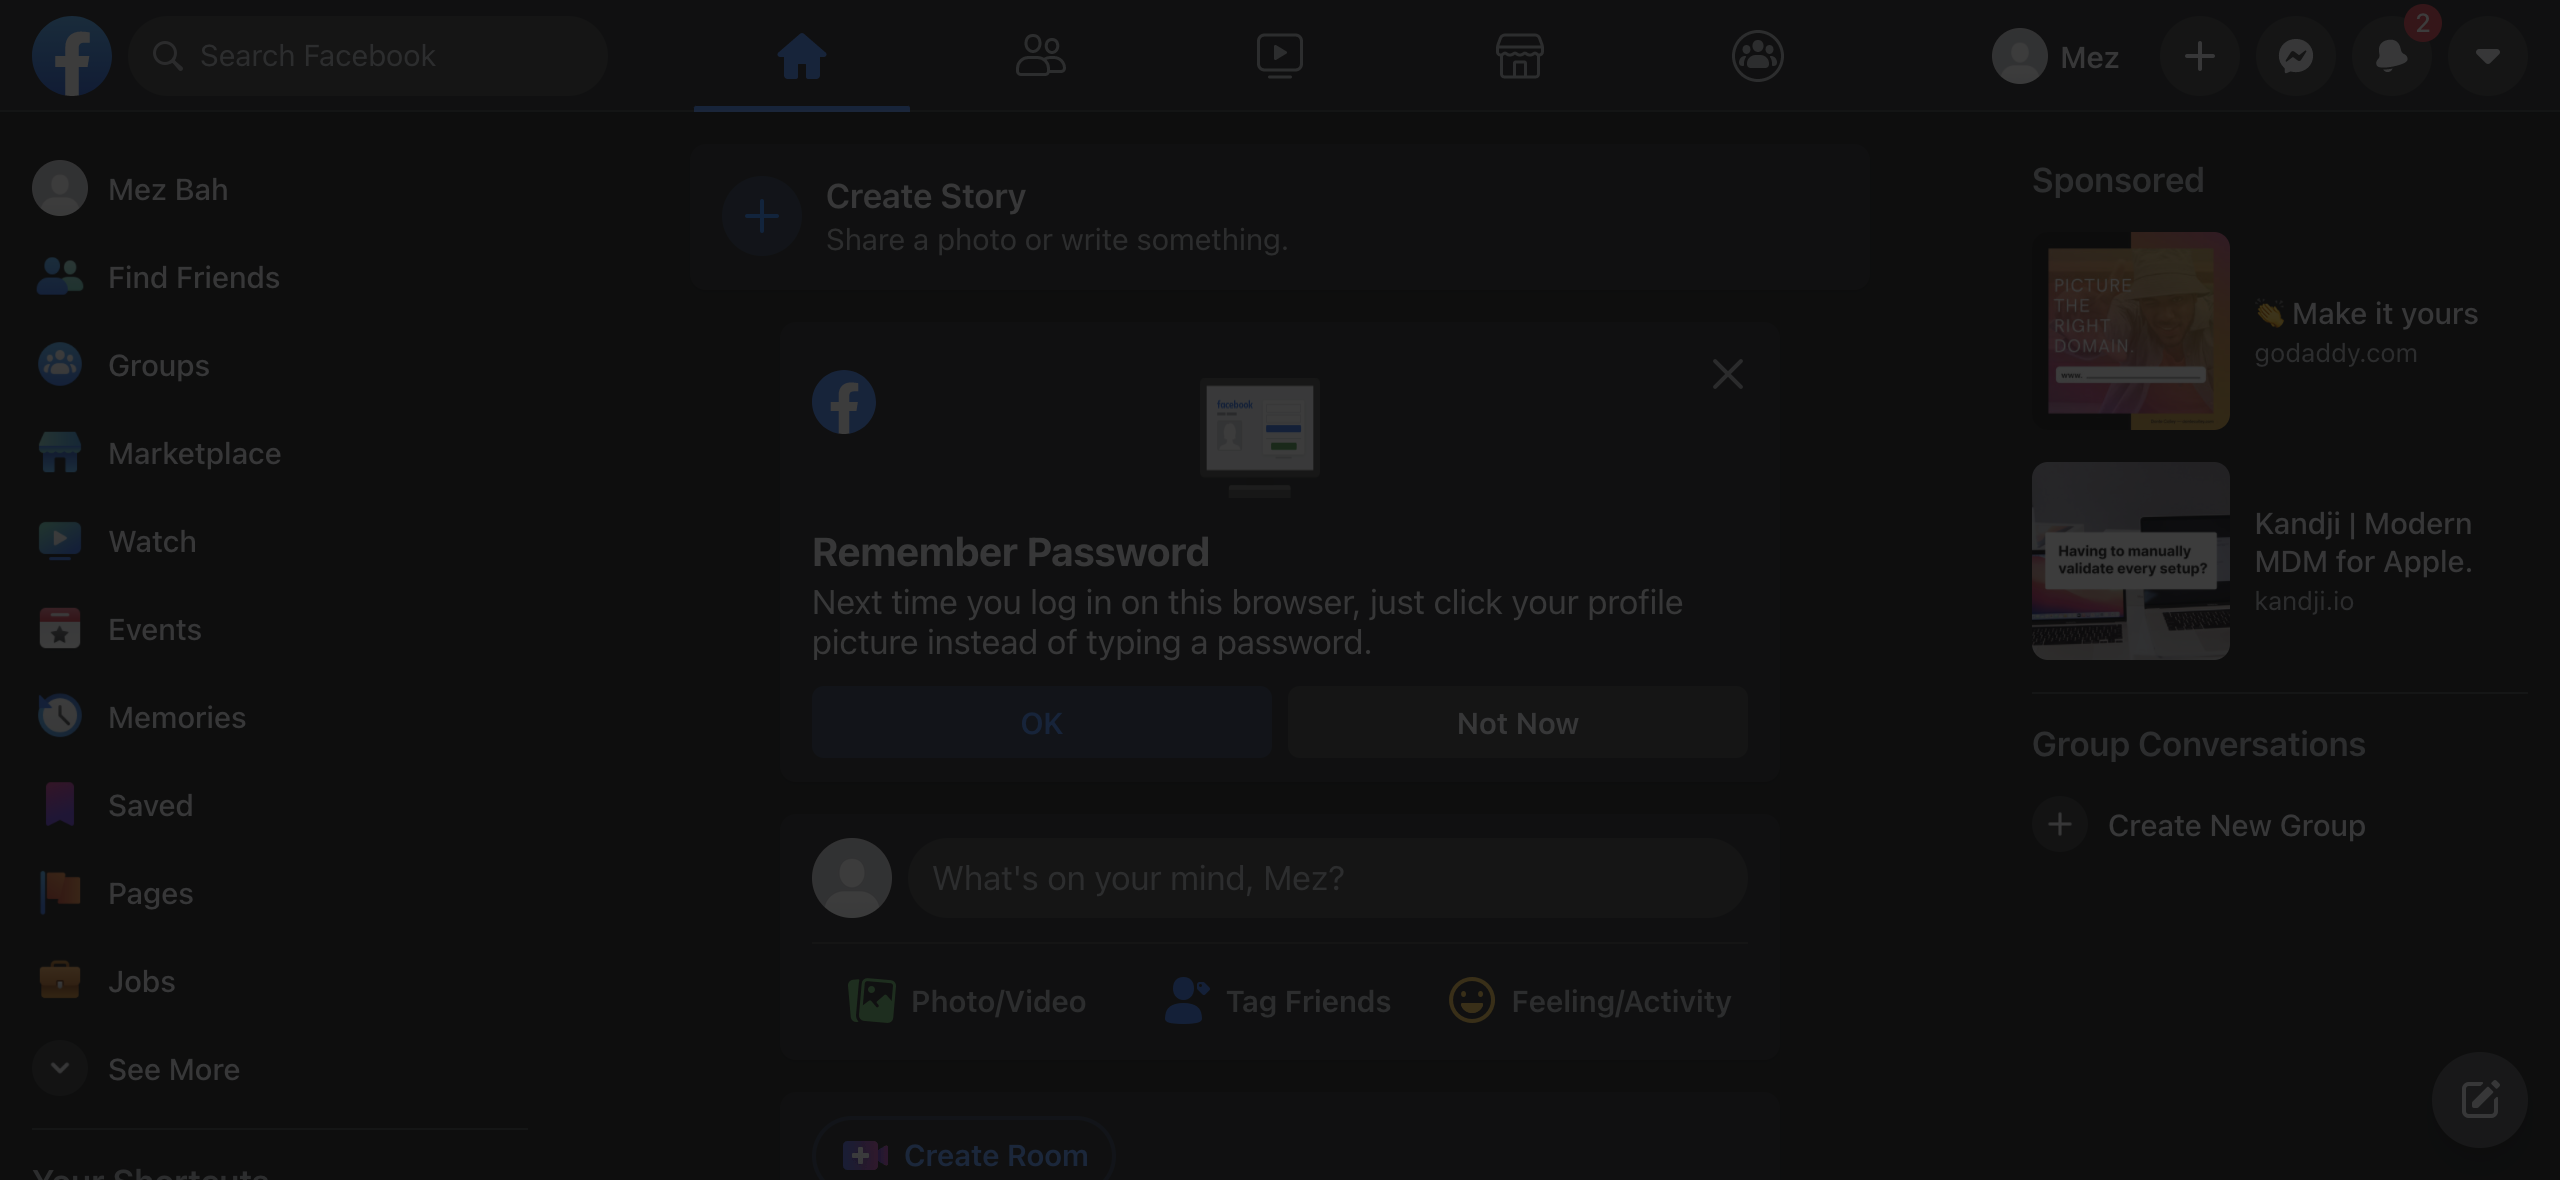 Search Facebook
Mez
2
Mez Bah
Find Friends
Groups
Marketplace
Watch
Events
Memories
Saved
Pages
Jobs
See More
Your Shortcuts
Create Story
Share a photo or write something.
facebook
Remember Password
Next time you log in on this browser, just click your profile
picture instead of typing a password.
OK
Not Now
What's on your mind, Mez?
Photo/Video
Tag Friends
Feeling/Activity
Create Room
Sponsored
PICTURE
THE
RIGHT
DOMAIN.
www.
👏 Make it yours
godaddy.com
Having to manually
validate every setup?
Kandji | Modern
MDM for Apple.
kandji.io
Group Conversations
Create New Group